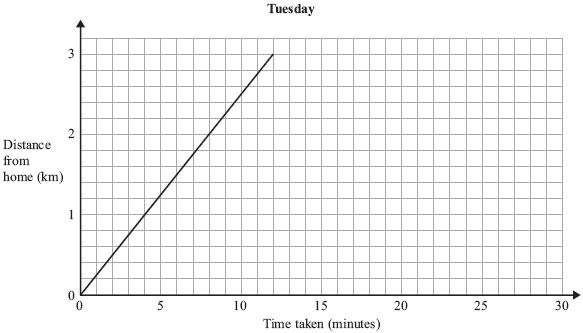 Tuesday
3
2
Distance
from
home (km)
1
0
0 5 10 15 20 25 30
Time taken (minutes)